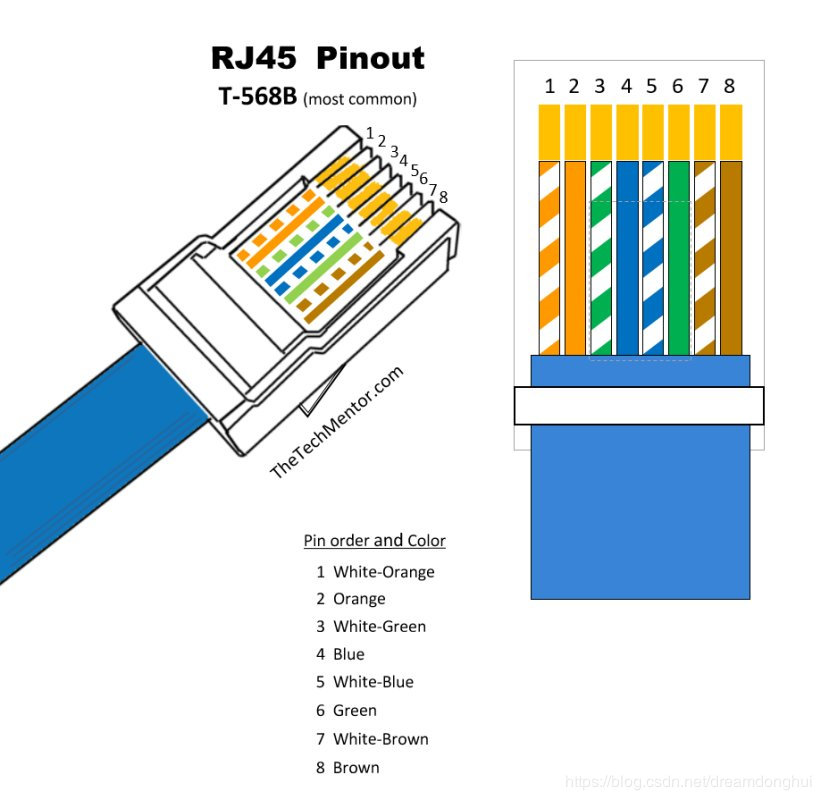 RJ45 Pinout
T-568B (most common)
1 2 3 4 5 6 7 8
1 2 3 4 5 6 7 8
TheTechMentor.com
Pin order and Color
1 White-Orange
2 Orange
3 White-Green
4 Blue
5 White-Blue
6 Green
7 White-Brown
8 Brown
https://blog.csdn.net/dreamdonghui